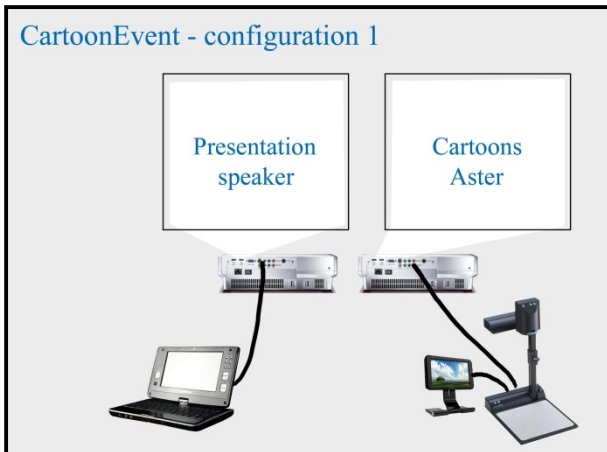 CartoonEvent - configuration 1
Presentation
speaker
Cartoons
Aster